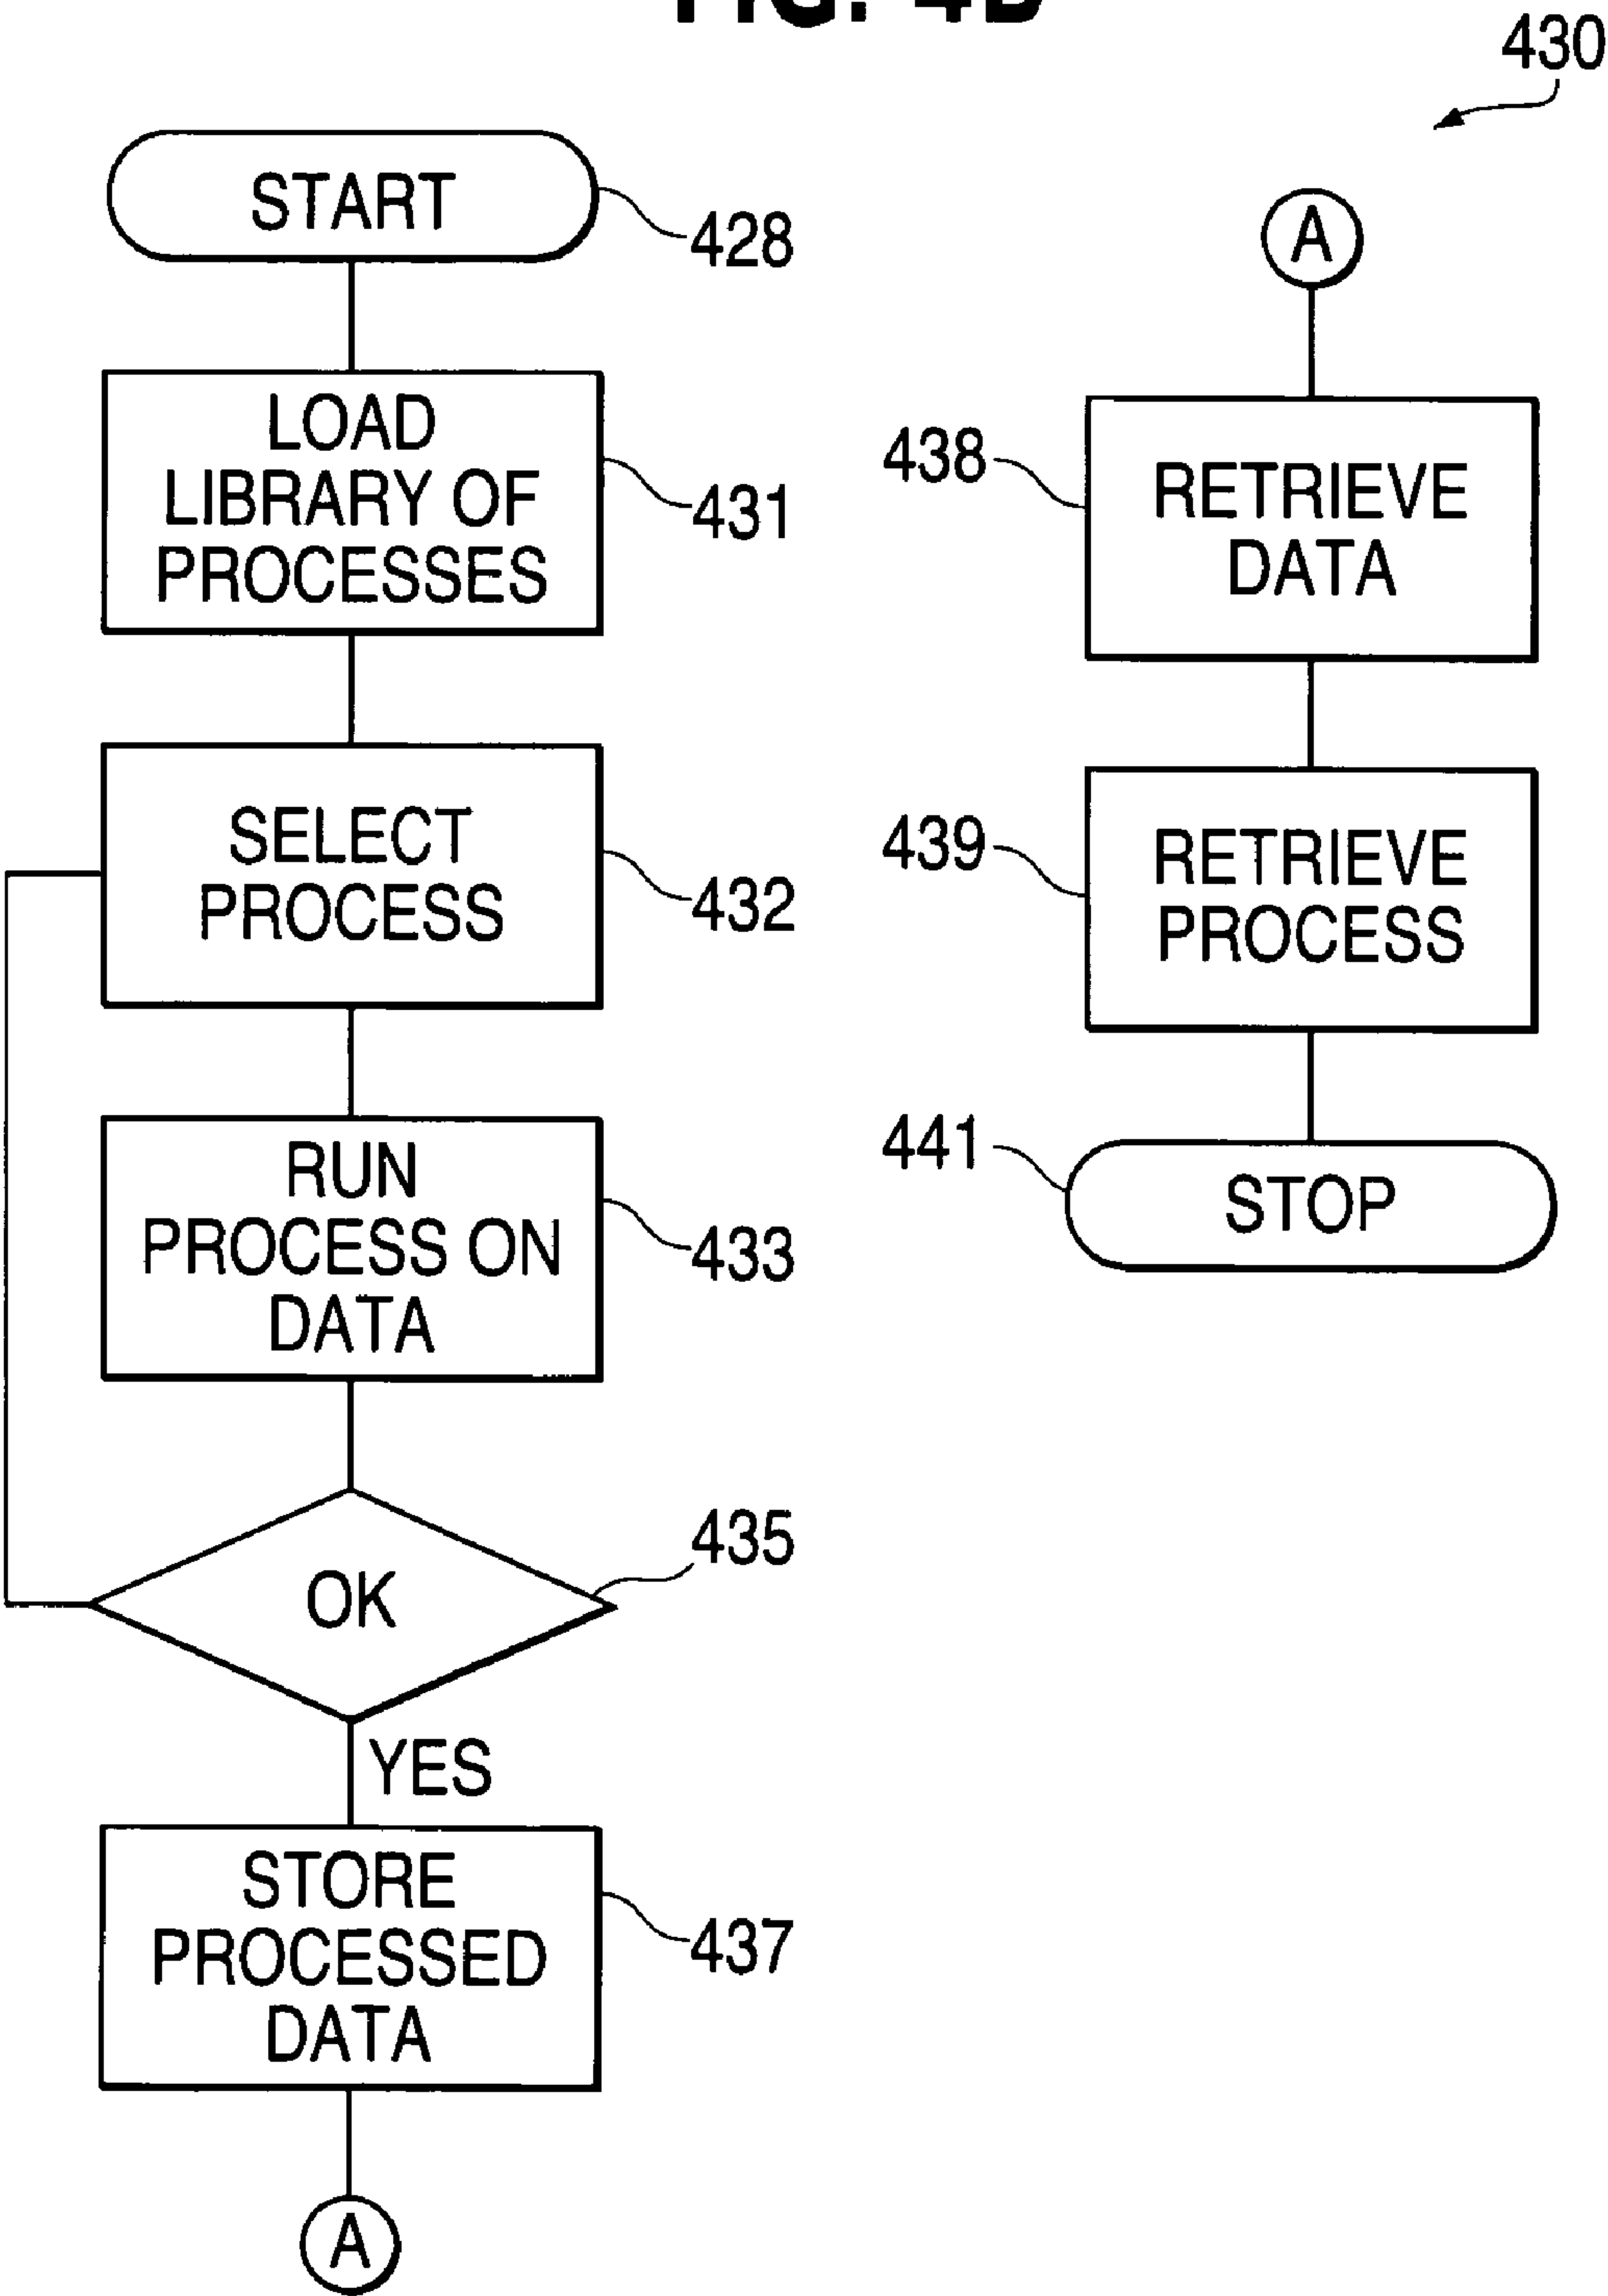 430
START
428
LOAD
LIBRARY OF
PROCESSES
431
SELECT
PROCESS
432
RUN
PROCESS ON
DATA
433
OK
435
YES
STORE
PROCESSED
DATA
437
A
A
438
RETRIEVE
DATA
439
RETRIEVE
PROCESS
441
STOP